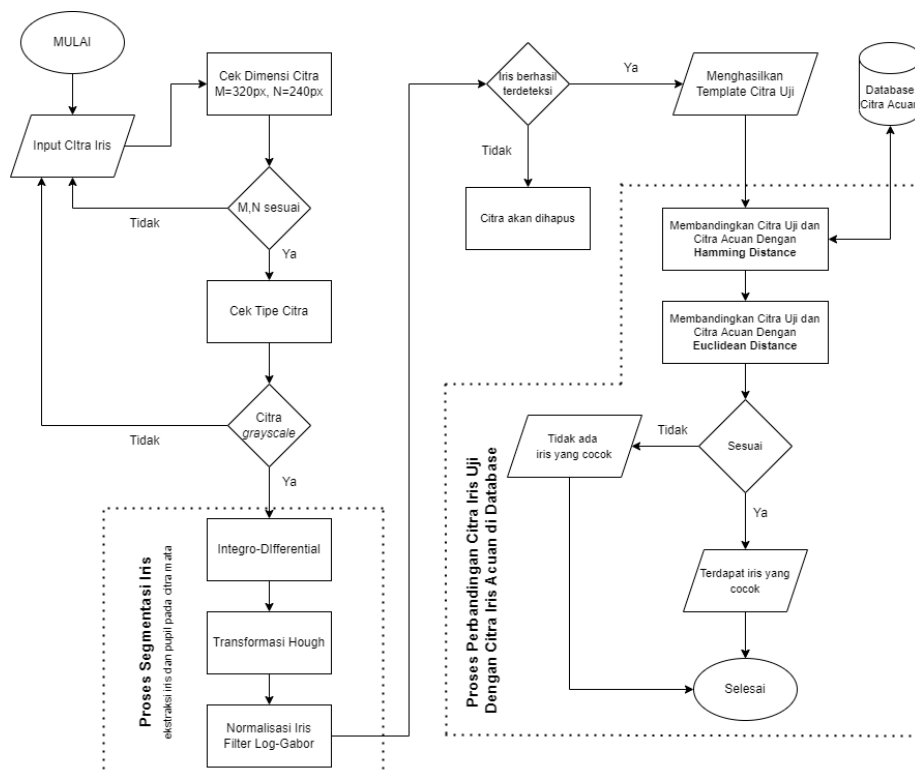 MULAI
Input CItra Iris
Cek Dimensi Citra
M=320px, N=240px
M,N sesuai
Tidak
Ya
Cek Tipe Citra
Citra
grayscale
Tidak
Ya
Proses Segmentasi Iris
ekstraksi iris dan pupil pada citra mata
Integro-DIfferential
Transformasi Hough
Normalisasi Iris
Filter Log-Gabor
Iris berhasil
terdeteksi
Ya
Tidak
Citra akan dihapus
Menghasilkan
Template Citra Uji
Database
Citra Acuan
Membandingkan Citra Uji dan
Citra Acuan Dengan
Hamming Distance
Membandingkan Citra Uji dan
Citra Acuan Dengan
Euclidean Distance
Sesuai
Tidak
Tidak ada
iris yang cocok
Ya
Terdapat iris yang
cocok
Selesai
Proses Perbandingan Citra Iris Uji
Dengan Citra Iris Acuan di Database